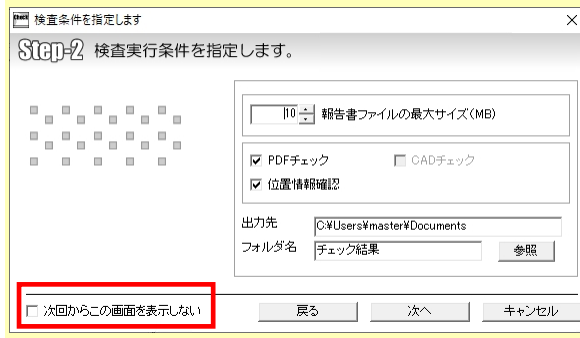 Check 検査条件を指定します
Step-2 検査実行条件を指定します。
10 報告書ファイルの最大サイズ(MB)
PDFチェック CADチェック
位置情報確認
出力先 C:¥Users¥master¥Documents
フォルダ名 チェック結果 参照
次回からこの画面を表示しない 戻る 次へ キャンセル